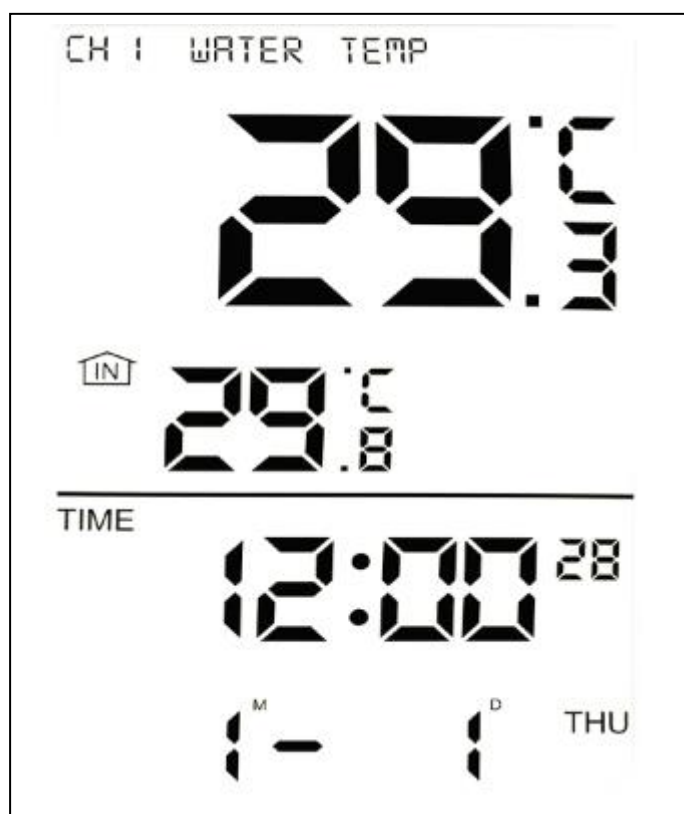 CH 1 WATER TEMP
29.3 °C
IN 29.8 °C
TIME
12:00 28
1 M - 1 D THU